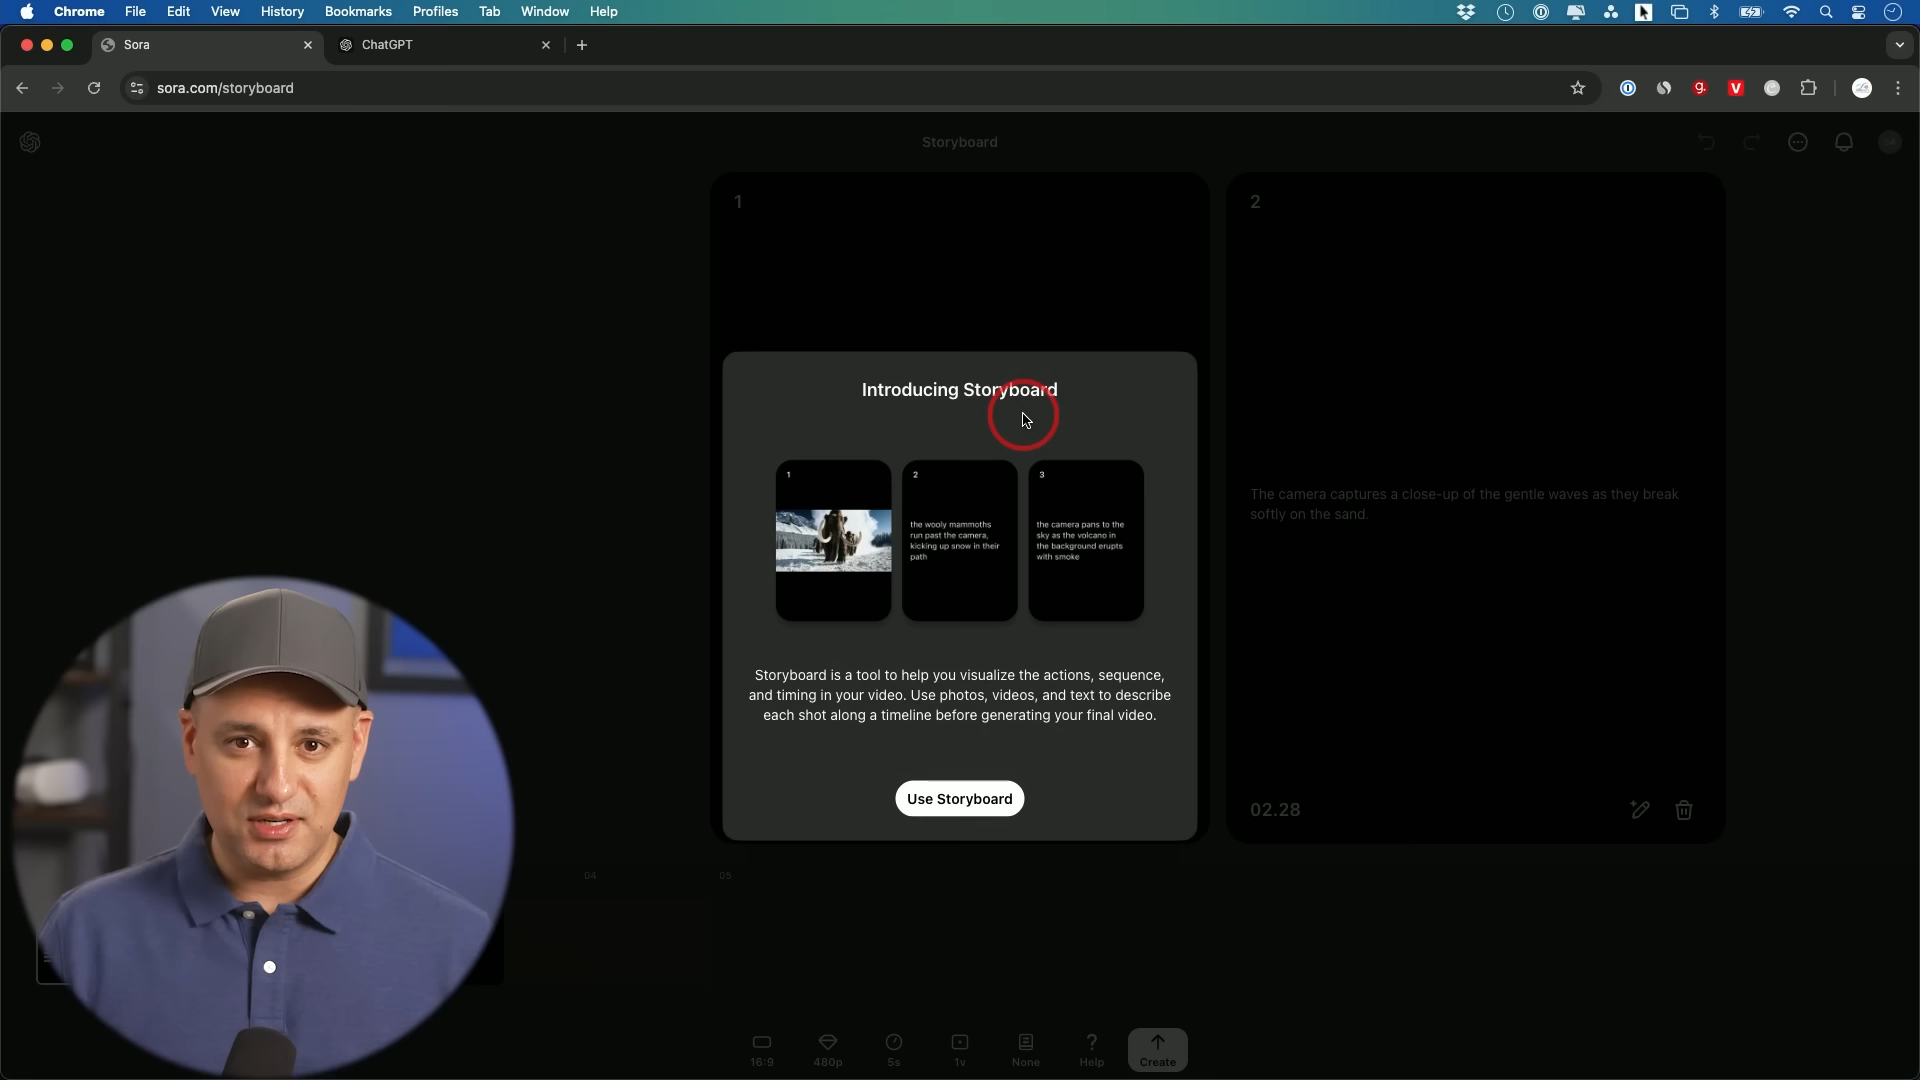 Chrome File Edit View History Bookmarks Profiles Tab Window Help
Sora
ChatGPT
sora.com/storyboard
Storyboard
1
2
Introducing Storyboard
1
2
3
the wooly mammoths
run past the camera,
kicking up snow in their
path
the camera pans to the
sky as the volcano in
the background erupts
with smoke
The camera captures a close-up of the gentle waves as they break
softly on the sand.
Storyboard is a tool to help you visualize the actions, sequence,
and timing in your video. Use photos, videos, and text to describe
each shot along a timeline before generating your final video.
Use Storyboard
02.28
04
05
16:9
480p
5s
1v
None
Help
Create